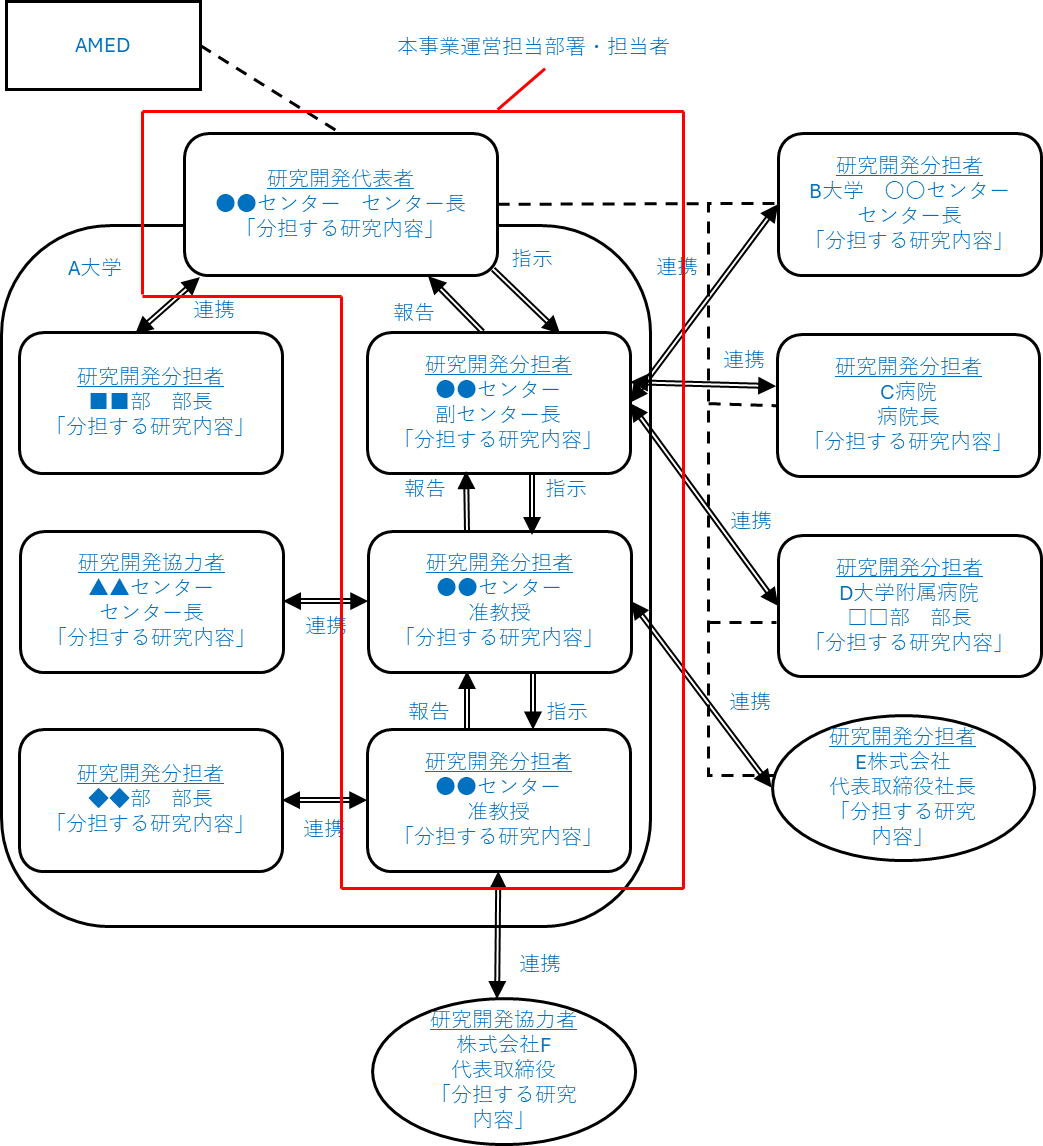 AMED
本事業運営担当部署・担当者
研究開発代表者
●●センター　センター長
「分担する研究内容」
A大学
指示
連携
報告
研究開発分担者
B大学　〇〇センター
センター長
「分担する研究内容」
連携
研究開発分担者
■■部　部長
「分担する研究内容」
研究開発分担者
●●センター
副センター長
「分担する研究内容」
連携
研究開発分担者
C病院
病院長
「分担する研究内容」
報告
指示
連携
研究開発協力者
▲▲センター
センター長
「分担する研究内容」
連携
研究開発分担者
●●センター
准教授
「分担する研究内容」
研究開発分担者
D大学附属病院
□□部　部長
「分担する研究内容」
報告
指示
連携
研究開発分担者
◆◆部　部長
「分担する研究内容」
連携
研究開発分担者
●●センター
准教授
「分担する研究内容」
研究開発分担者
E株式会社
代表取締役社長
「分担する研究
内容」
連携
研究開発協力者
株式会社F
代表取締役
「分担する研究
内容」